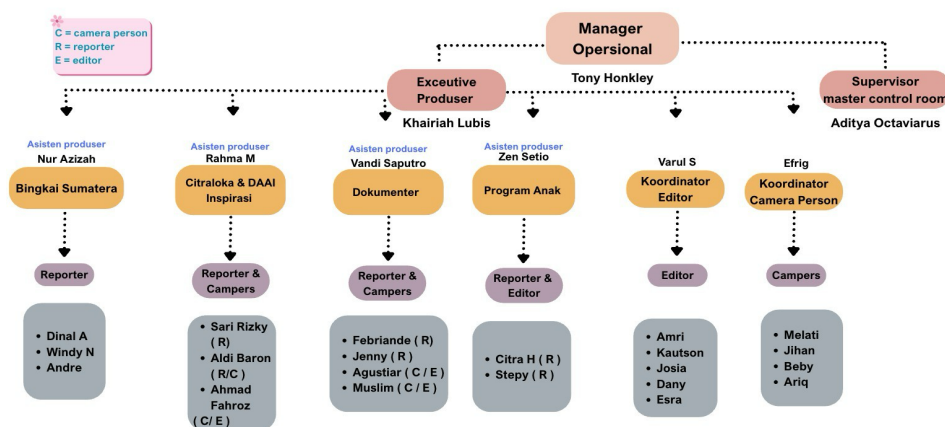 C = camera person
R = reporter
E = editor
Manager
Opersional
Tony Honkley
Exceutive
Produser
Khairiah Lubis
Supervisor
master control room
Aditya Octaviarus
Asisten produser
Nur Azizah
Bingkai Sumatera
Reporter
• Dinal A
• Windy N
• Andre
Asisten produser
Rahma M
Citraloka & DAAI
Inspirasi
Reporter &
Campers
• Sari Rizky
( R)
• Aldi Baron
(R/C)
• Ahmad
Fahroz
( C/ E )
Asisten produser
Vandi Saputro
Dokumenter
Reporter &
Campers
• Febriande ( R)
• Jenny ( R )
• Agustiar ( C / E )
• Muslim ( C / E )
Asisten produser
Zen Setio
Program Anak
Reporter &
Editor
• Citra H ( R )
• Stepy ( R )
Varul S
Koordinator
Editor
Editor
• Amri
• Kautson
• Josia
• Dany
• Esra
Efrig
Koordinator
Camera Person
Campers
• Melati
• Jihan
• Beby
• Ariq